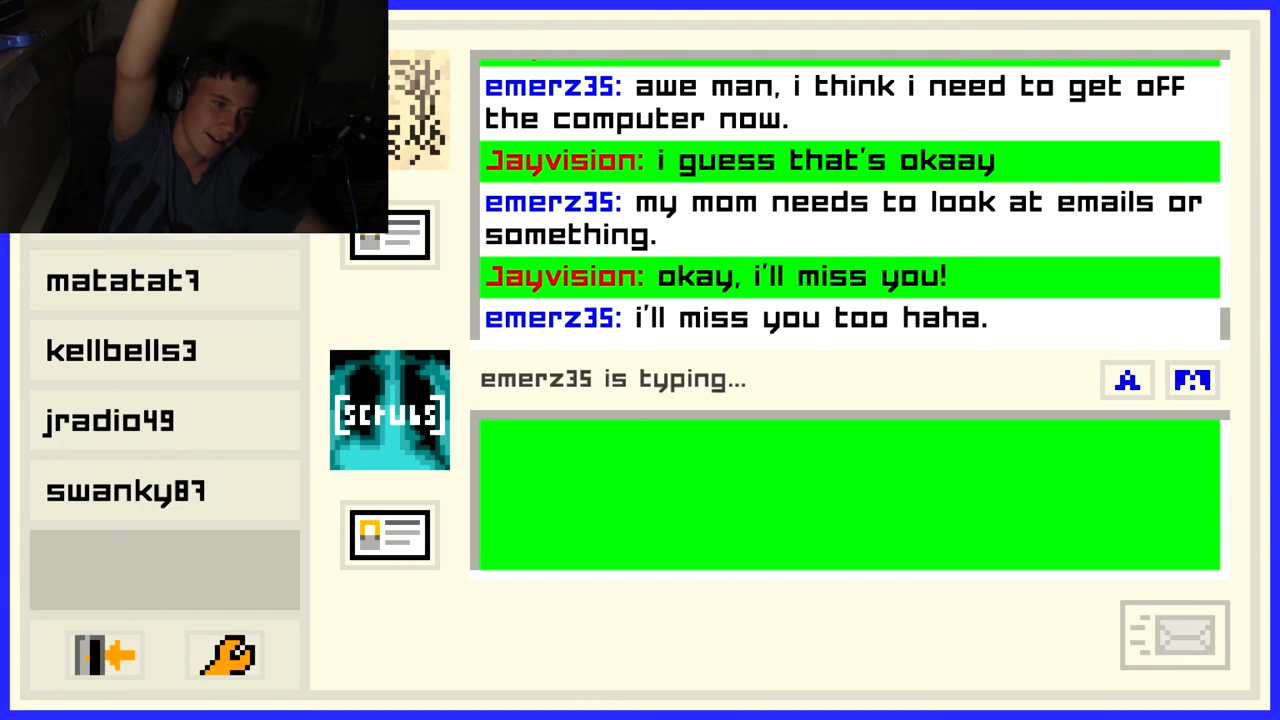 emerz35: awe man, i think i need to get off
the computer now.
Jayvision: i guess that's okaay
emerz35: my mom needs to look at emails or
something.
Jayvision: okay, i'll miss you!
emerz35: i'll miss you too haha.
emerz35 is typing...
A
matatat7
kellbells3
jradio49
swanky87
[scrubs]